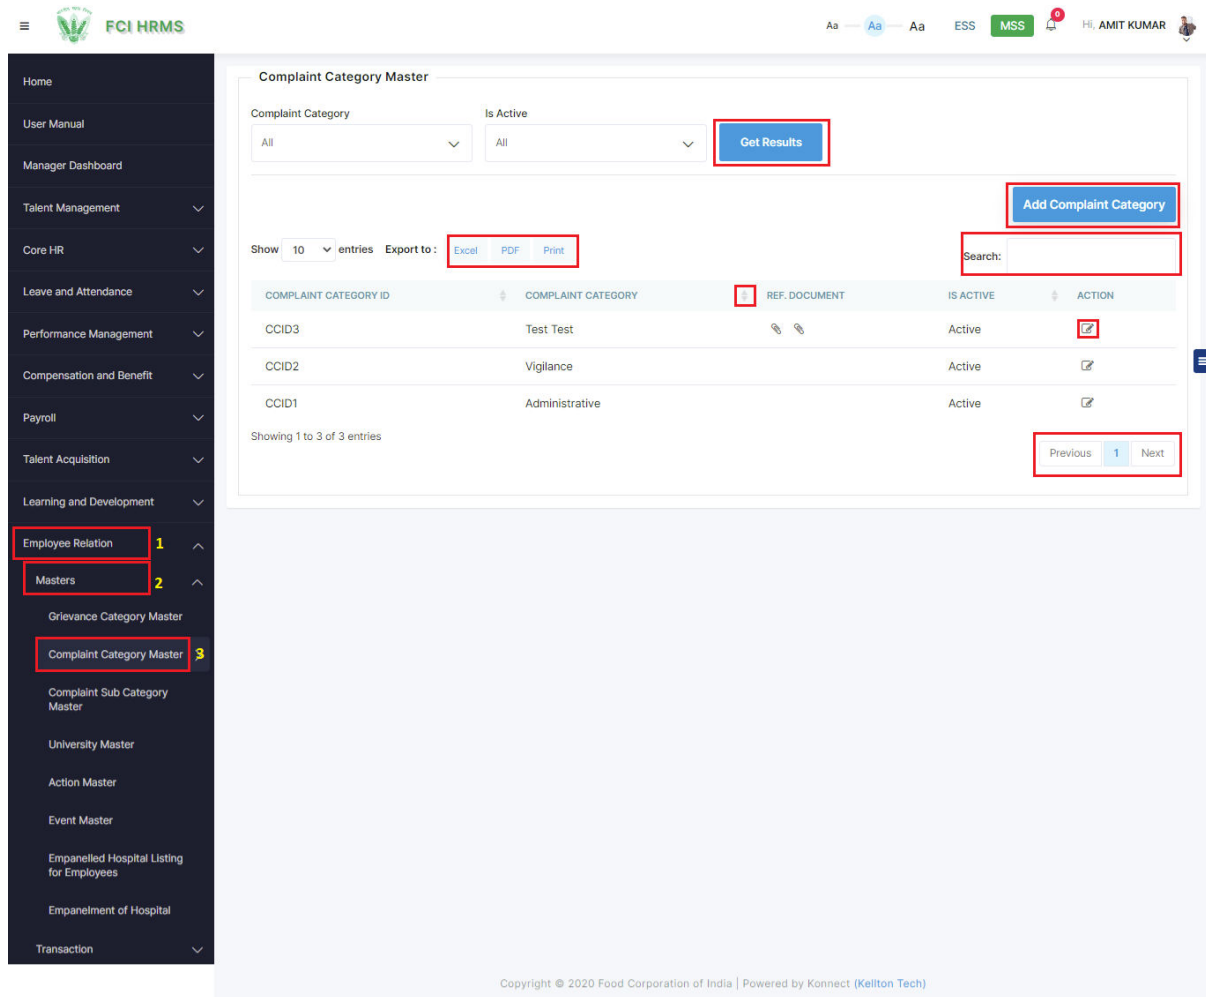 FCI HRMS
Aa Aa Aa ESS MSS 0 Hi, AMIT KUMAR
Home
User Manual
Manager Dashboard
Talent Management
Core HR
Leave and Attendance
Performance Management
Compensation and Benefit
Payroll
Talent Acquisition
Learning and Development
Employee Relation 1
Masters 2
Grievance Category Master
Complaint Category Master 3
Complaint Sub Category
Master
University Master
Action Master
Event Master
Empanelled Hospital Listing
for Employees
Empanelment of Hospital
Transaction
Complaint Category Master
Complaint Category Is Active
All All Get Results
Add Complaint Category
Show 10 entries Export to : Excel PDF Print Search:
COMPLAINT CATEGORY ID COMPLAINT CATEGORY REF. DOCUMENT IS ACTIVE ACTION
CCID3 Test Test Active
CCID2 Vigilance Active
CCID1 Administrative Active
Showing 1 to 3 of 3 entries
Previous 1 Next
Copyright © 2020 Food Corporation of India | Powered by Konnect (Kellton Tech)